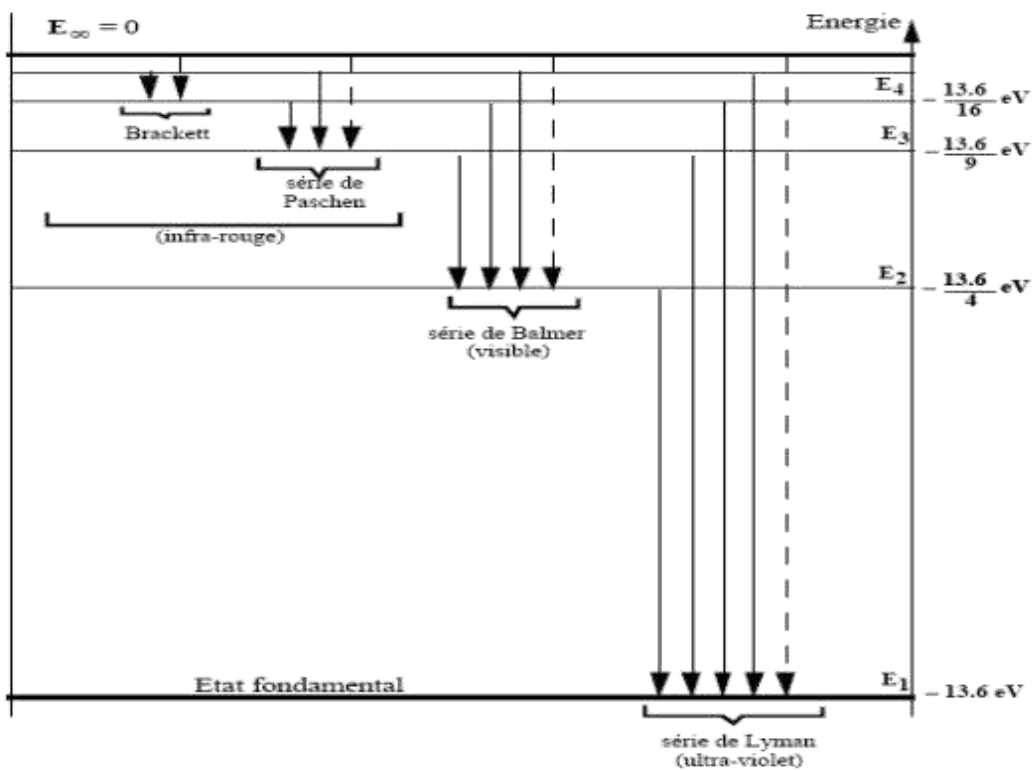 E∞ = 0
Energie
E4
- 13.6/16 eV
Brackett
E3
- 13.6/9 eV
série de
Paschen
(infra-rouge)
E2
- 13.6/4 eV
série de Balmer
(visible)
Etat fondamental
E1
- 13.6 eV
série de Lyman
(ultra-violet)